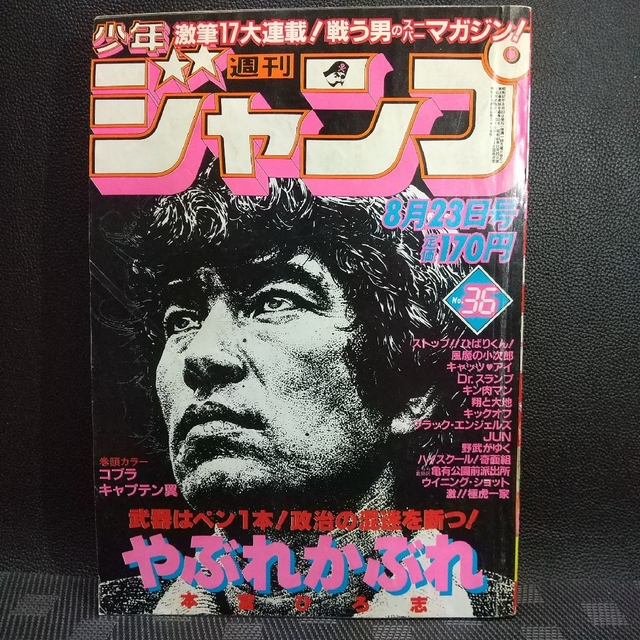 少年
激筆17大連載!戦う男のスーパーマガジン!
週刊
ジャンプ
8月23日号
定価170円
No.36
ストップ!!ひばりくん!
風魔の小次郎
キャッツ♥アイ
Dr.スランプ
キン肉マン
翔と大地
キックオフ
ブラック・エンジェルズ
JUN
野武がゆく
ハイスクール!奇面組
亀有公園前派出所
ウイニング・ショット
激!!極虎一家
巻頭カラー
コブラ
キャプテン翼
武器はペン1本!政治の混迷を断つ!
やぶれかぶれ
本宮ひろ志